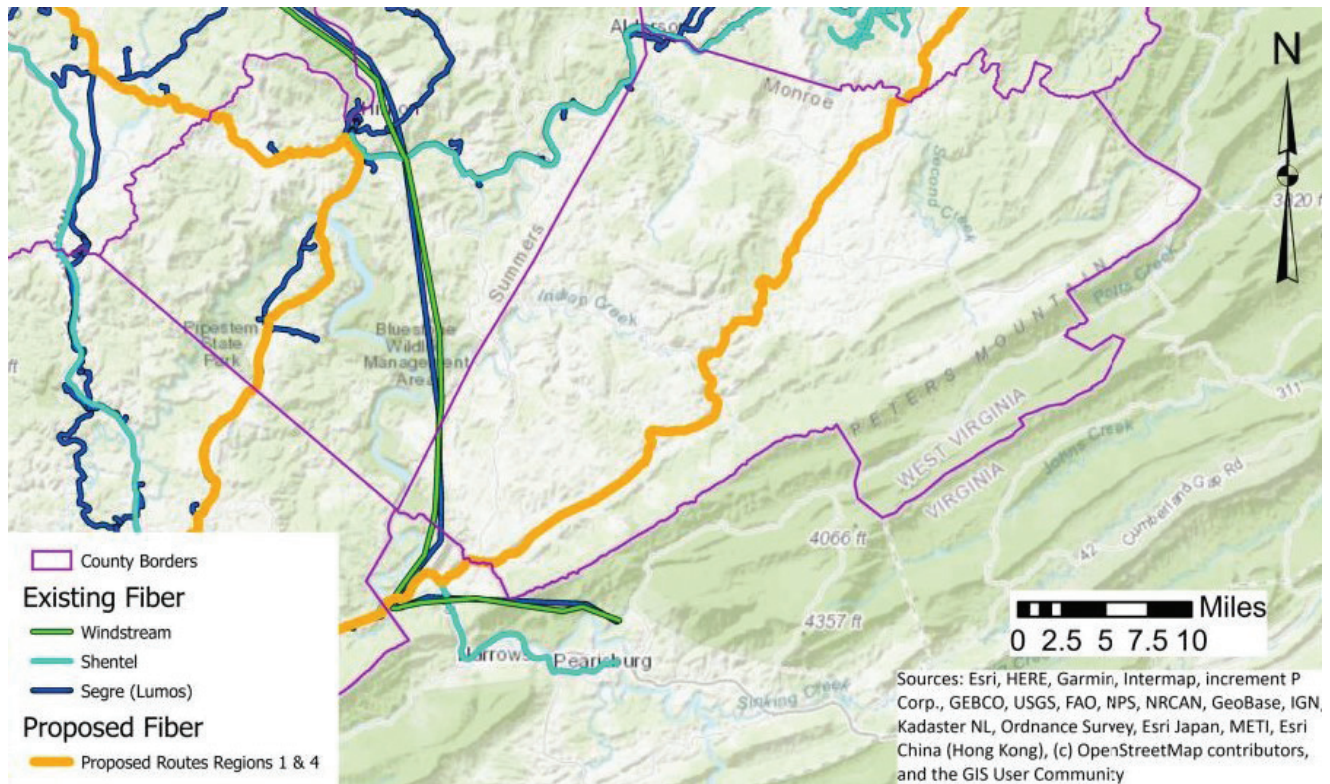 Alderson
N
Monroe
Second Creek
3820 ft
Summers
Indian Creek
Potts Creek
Pipestem
State
Park
Bluestone
Wildlife
Management
Area
ft
PETERS MOUNTAIN
WEST VIRGINIA
VIRGINIA
311
Johns Creek
Cumberland Gap Rd
42
4066 ft
4357 ft
Narrows
Pearisburg
Sinking Creek
County Borders
Existing Fiber
Windstream
Shentel
Segre (Lumos)
Proposed Fiber
Proposed Routes Regions 1 & 4
Miles
0 2.5 5 7.5 10
Sources: Esri, HERE, Garmin, Intermap, increment P
Corp., GEBCO, USGS, FAO, NPS, NRCAN, GeoBase, IGN,
Kadaster NL, Ordnance Survey, Esri Japan, METI, Esri
China (Hong Kong), (c) OpenStreetMap contributors,
and the GIS User Community